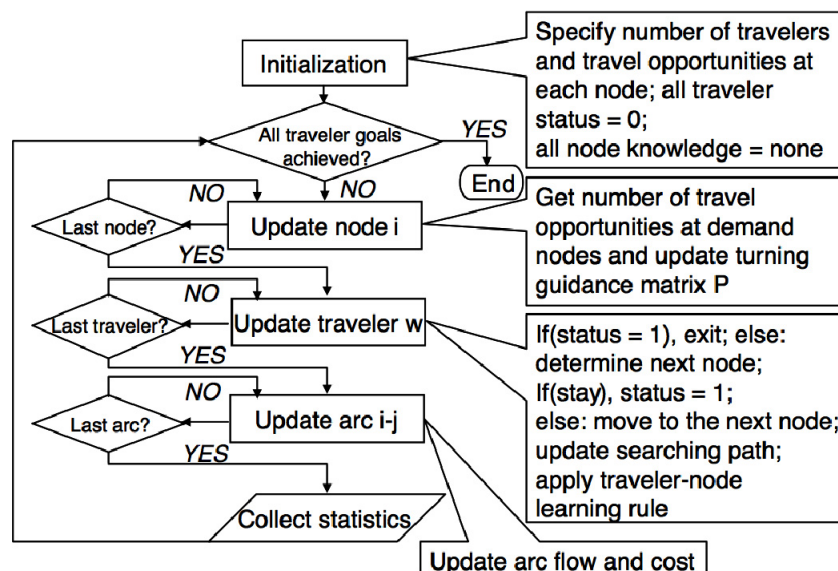 Initialization
Specify number of travelers
and travel opportunities at
each node; all traveler
status = 0;
all node knowledge = none
All traveler goals
achieved?
YES
End
NO
NO
Last node?
Update node i
Get number of travel
opportunities at demand
nodes and update turning
guidance matrix P
YES
NO
Last traveler?
Update traveler w
If(status = 1), exit; else:
determine next node;
If(stay), status = 1;
else: move to the next node;
update searching path;
apply traveler-node
learning rule
YES
NO
Last arc?
Update arc i-j
YES
Collect statistics
Update arc flow and cost